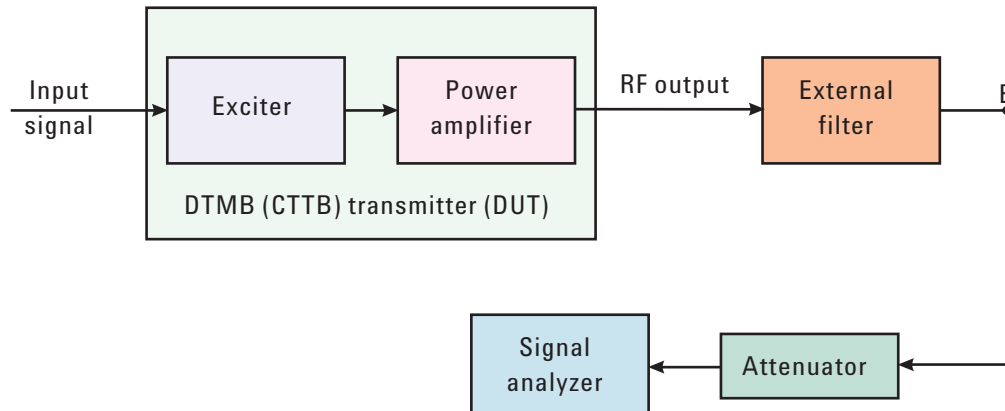 Input
signal
Exciter
Power
amplifier
RF output
External
filter
DTMB (CTTB) transmitter (DUT)
Signal
analyzer
Attenuator